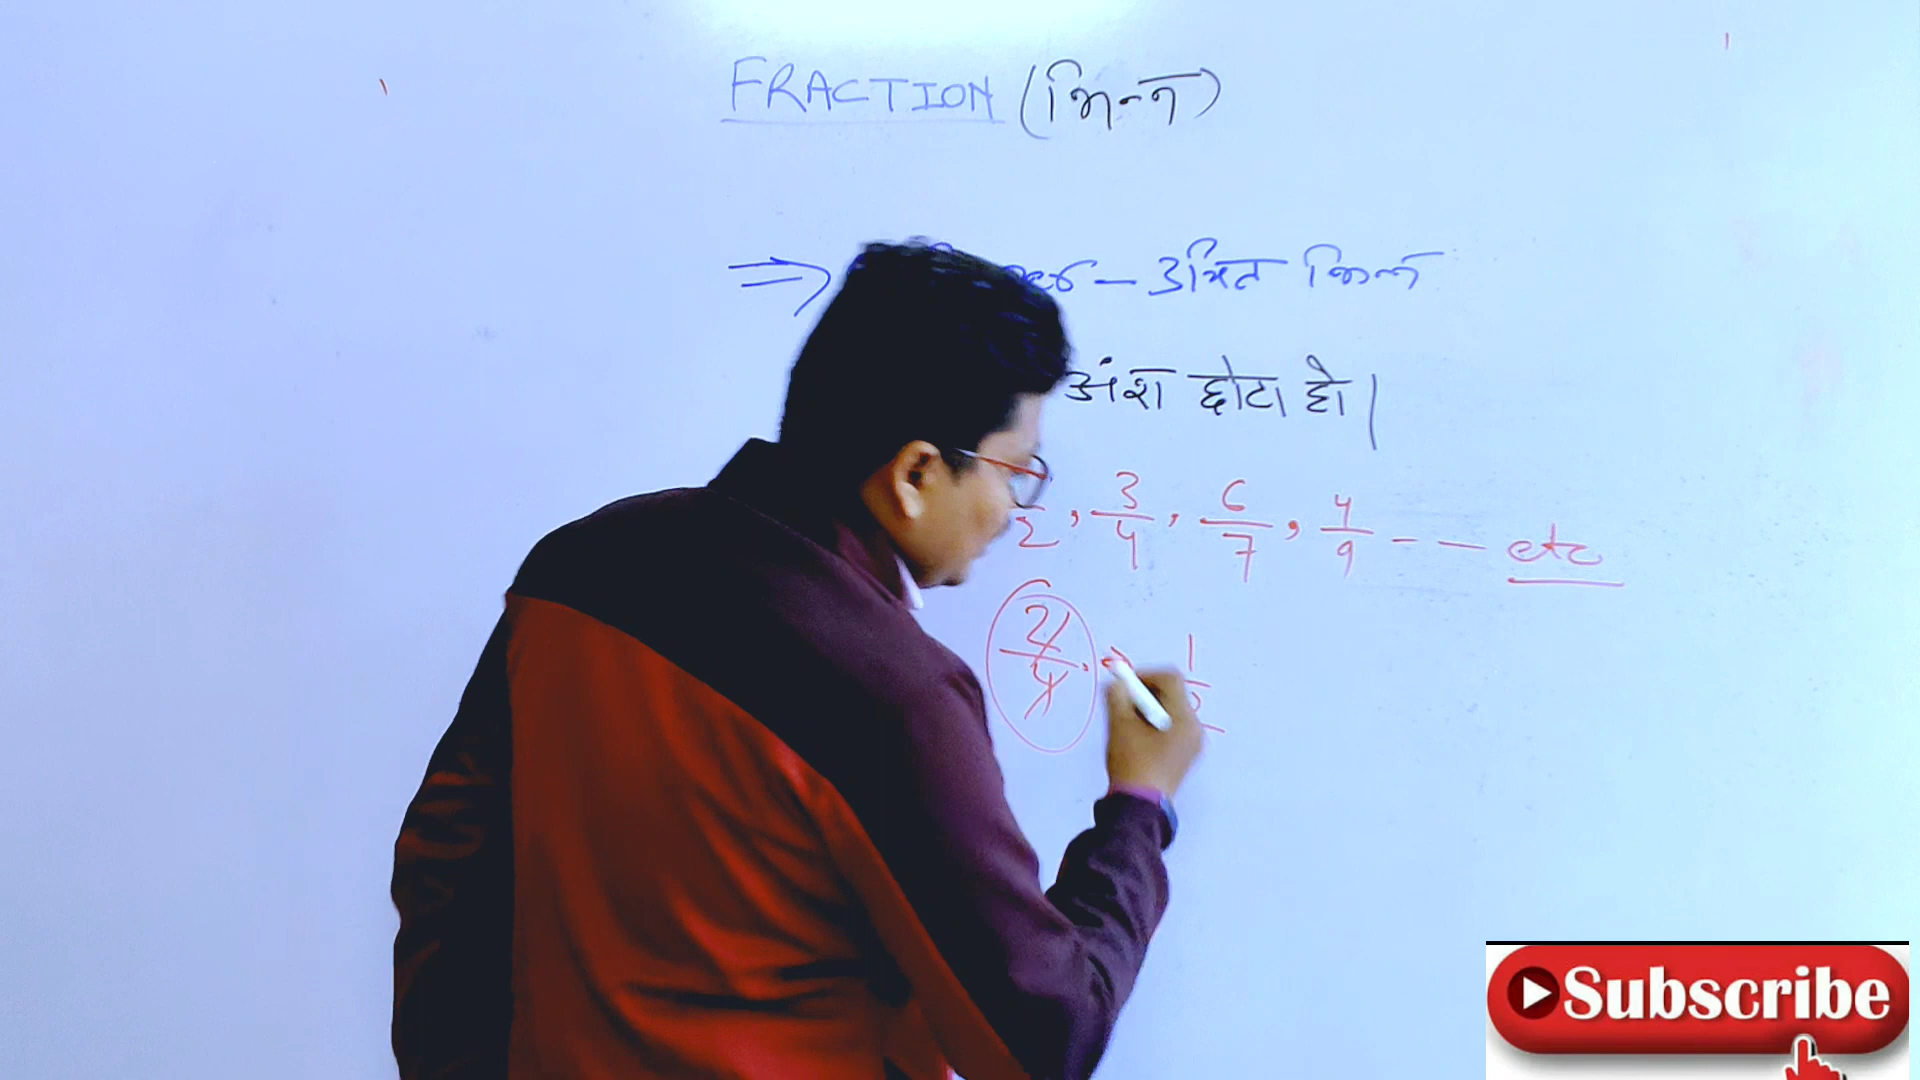 FRACTION (भिन्न)
⇒ – उचित भिन्न
अंश छोटा हो।
2, 3/4, 6/7, 4/9 - - etc
2/4 1
Subscribe